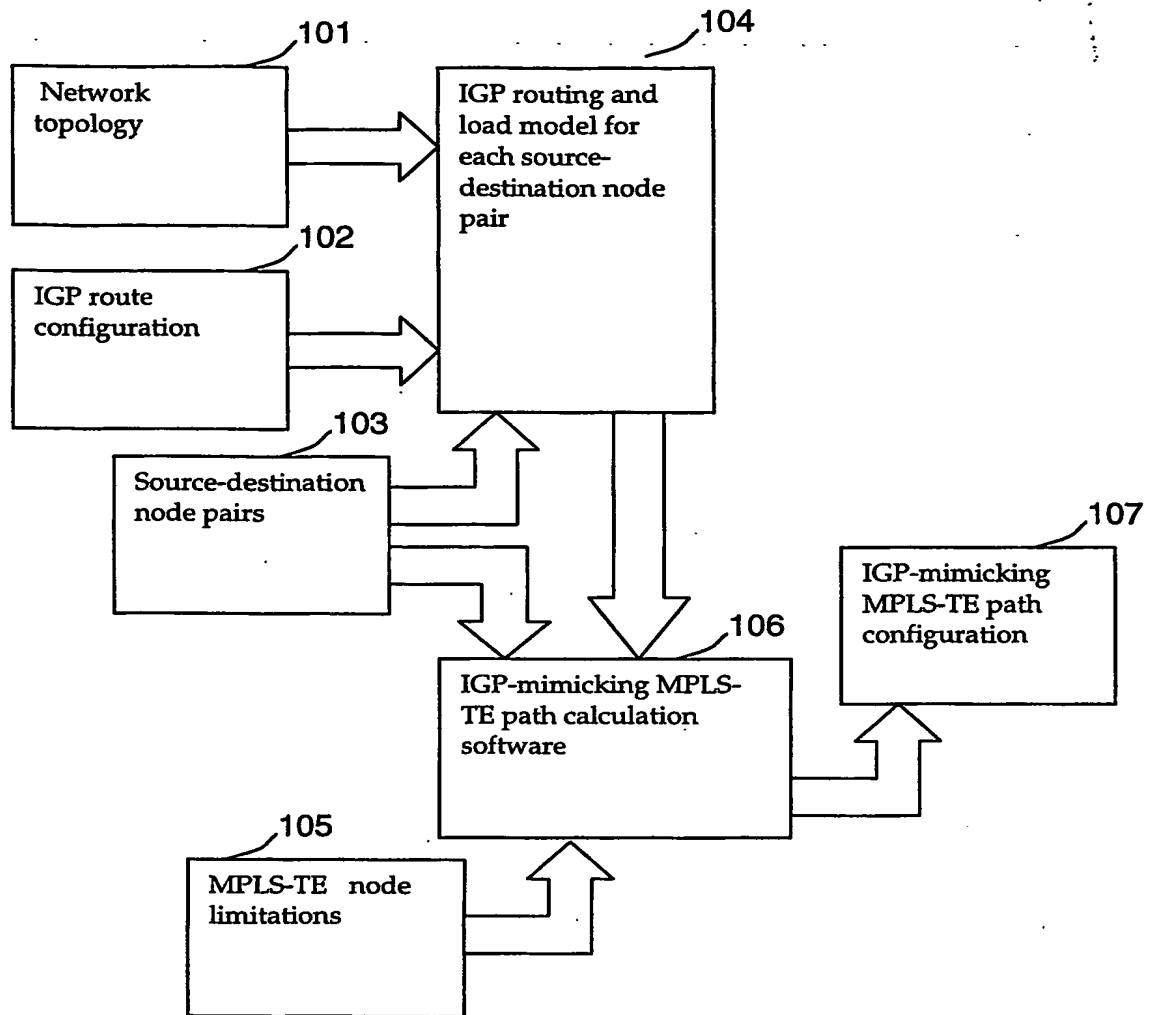 101
Network
topology
104
IGP routing and
load model for
each source-
destination node
pair
102
IGP route
configuration
103
Source-destination
node pairs
107
IGP-mimicking
MPLS-TE path
configuration
106
IGP-mimicking MPLS-
TE path calculation
software
105
MPLS-TE node
limitations